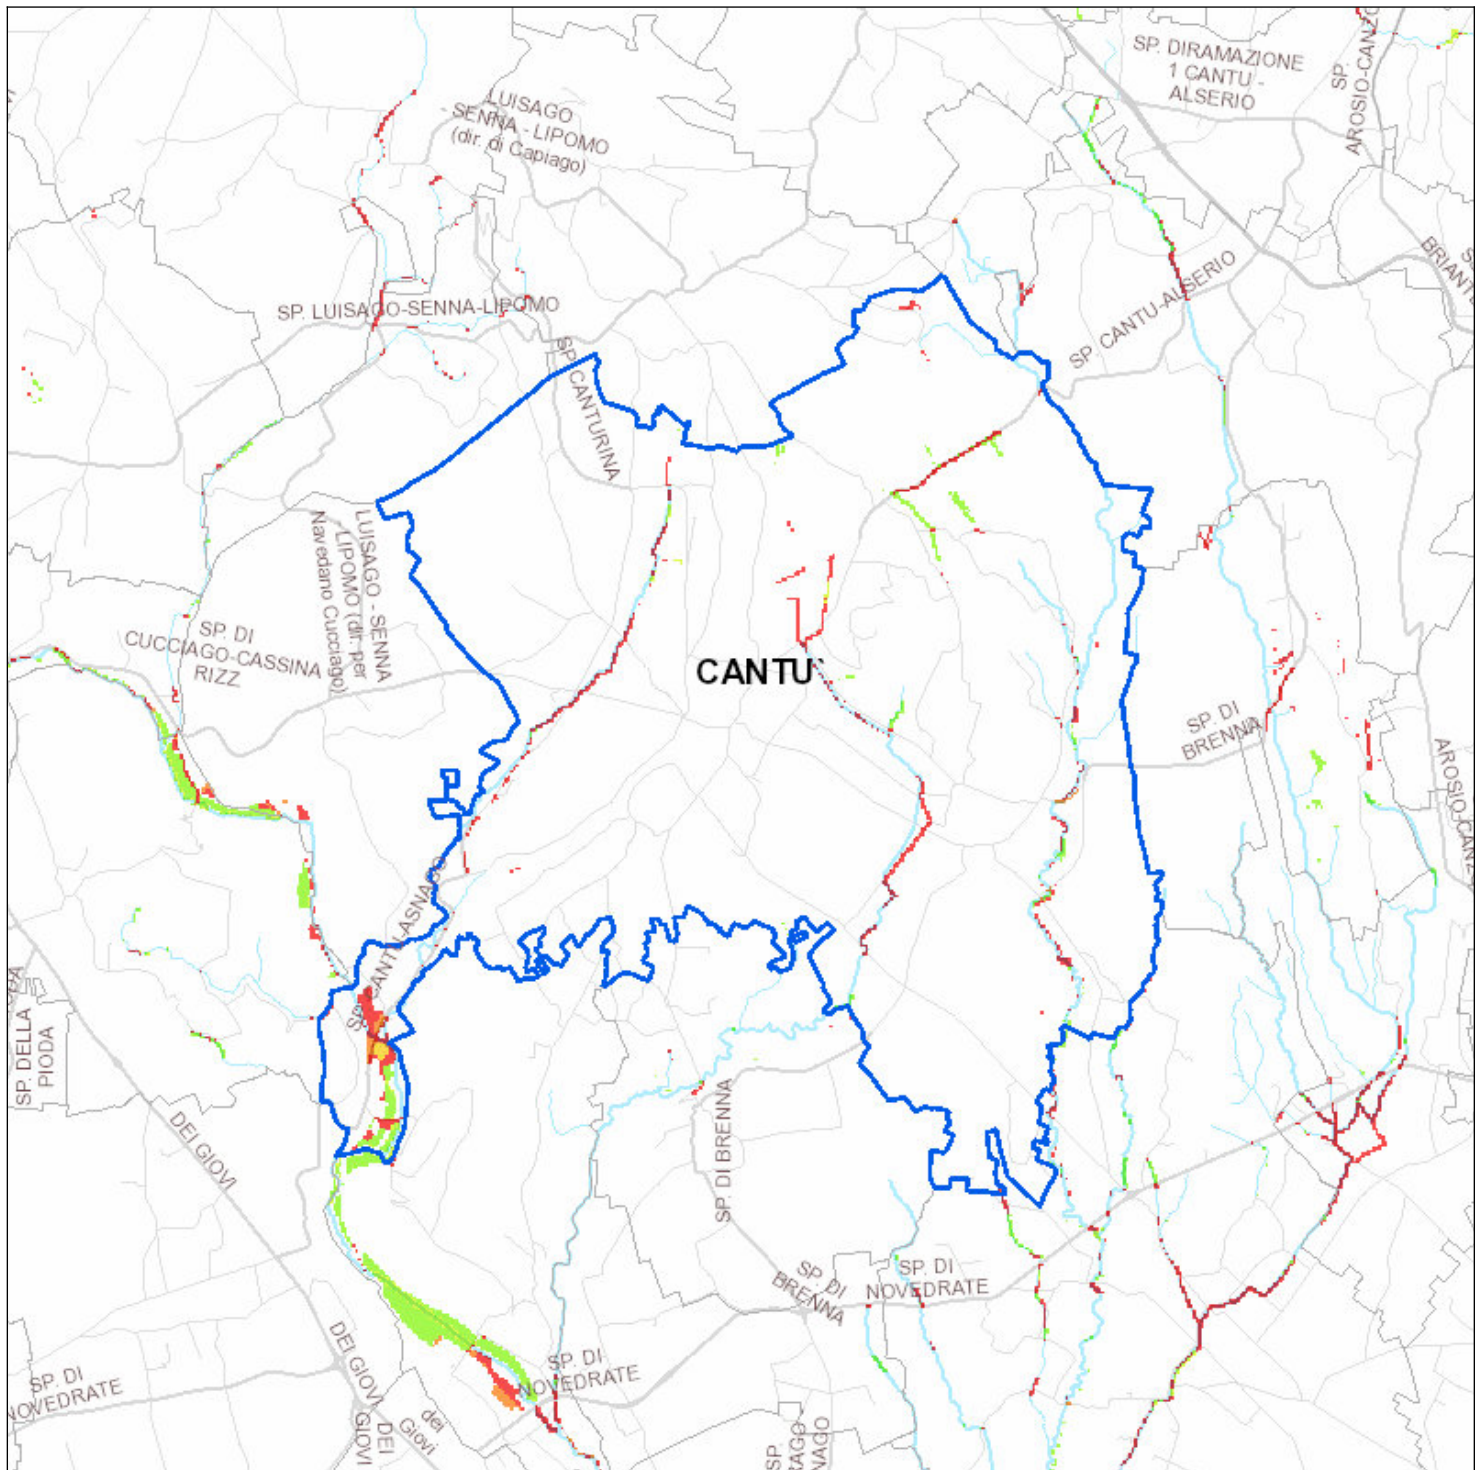 SP. DIRAMAZIONE
1 CANTU -
ALSERIO
SP.
AROSIO-CAN-ZO
LUISAGO
- SENNA - LIPOMO
(dir. di Capiago)
BRIANT
SP. CANTU-ALSERIO
SP. LUISAGO-SENNA-LIPOMO
SP. CANTURINA
LUISAGO - SENNA
- LIPOMO (dir. per
Navedano Cucciago)
SP. DI
CUCCIAGO-CASSINA
RIZZ
CANTU`
SP. DI
BRENNA
AROSIO-CANZ
SP. CANTU-ASNAGO
SP. DELLA
PIODA
DEI GIOVI
SP. DI BRENNA
SP. DI
BRENNA
SP. DI
NOVEDRATE
SP. DI
NOVEDRATE
SP. DI
NOVEDRATE
DEI GIOVI
DEI
GIOVI
dei
Giovi
SP.